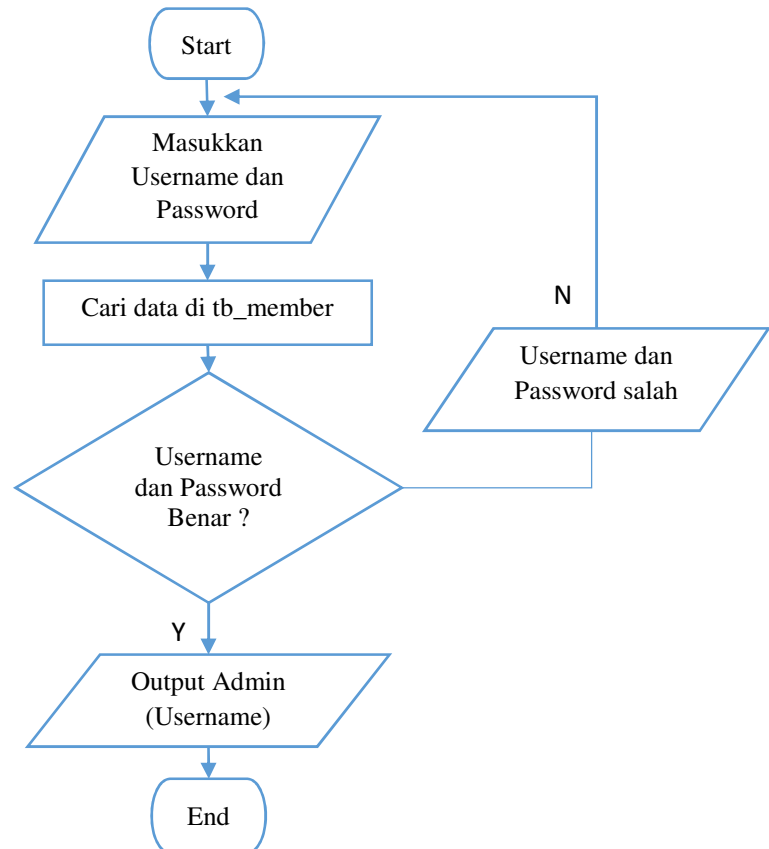 Start
Masukkan
Username dan
Password
Cari data di tb_member
N
Username dan
Password salah
Username
dan Password
Benar ?
Y
Output Admin
(Username)
End